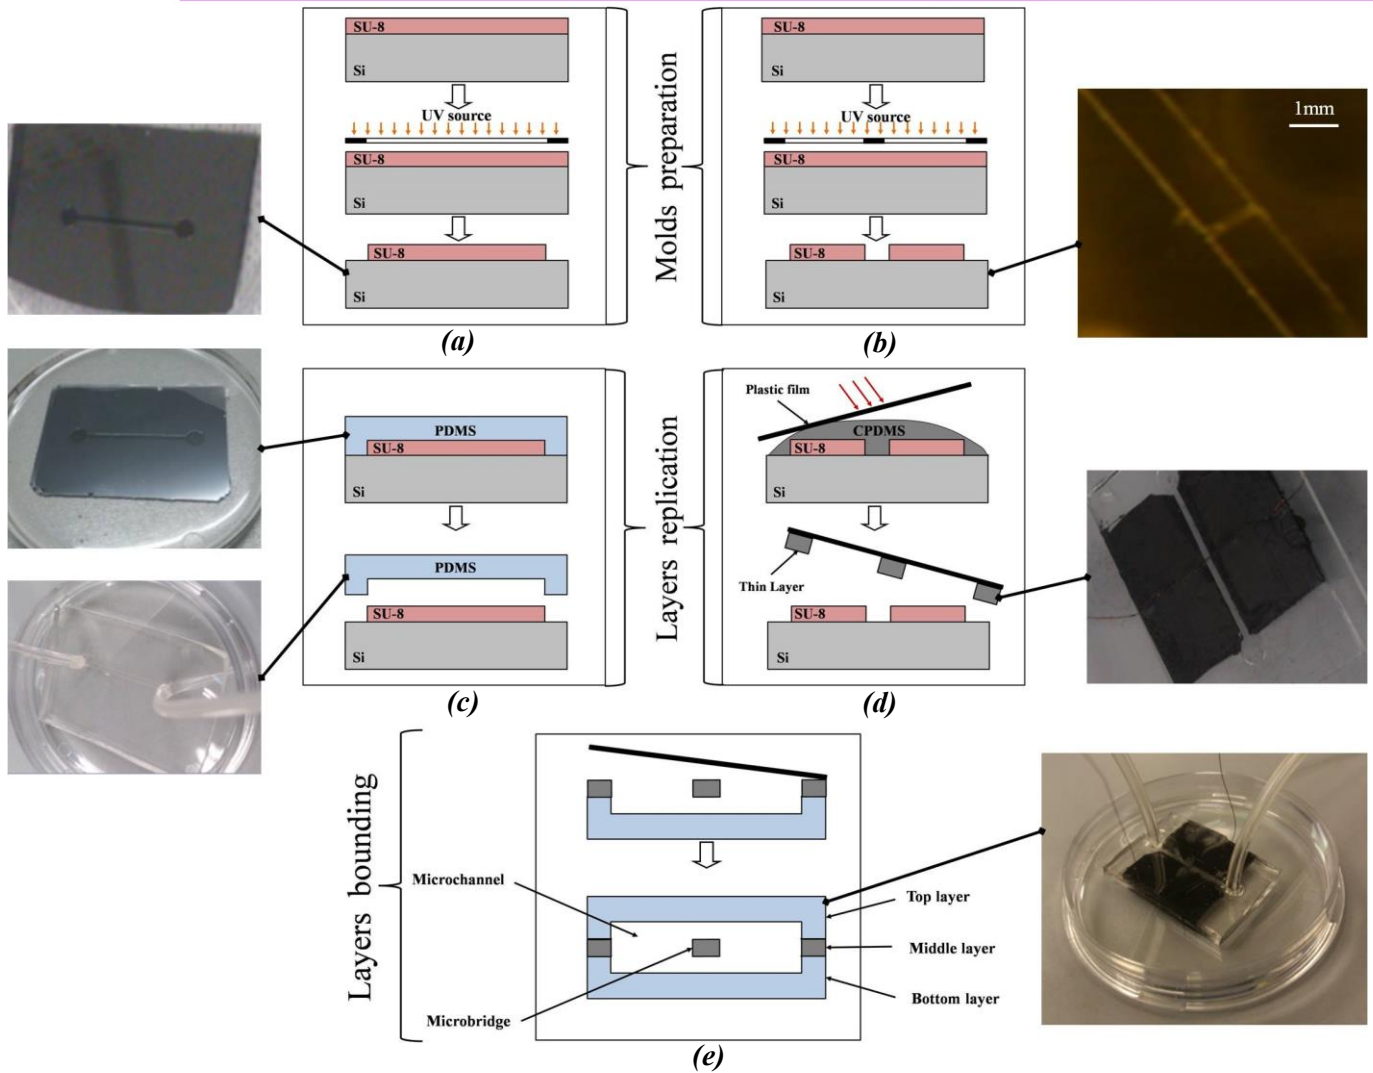 SU-8
Si
UV source
SU-8
Si
SU-8
Si
(a)
Molds preparation
SU-8
Si
UV source
SU-8
Si
SU-8
Si
(b)
1mm
PDMS
SU-8
Si
PDMS
SU-8
Si
(c)
Layers replication
Plastic film
CPDMS
SU-8
Si
Thin Layer
SU-8
Si
(d)
Layers bounding
Microchannel
Microbridge
Top layer
Middle layer
Bottom layer
(e)